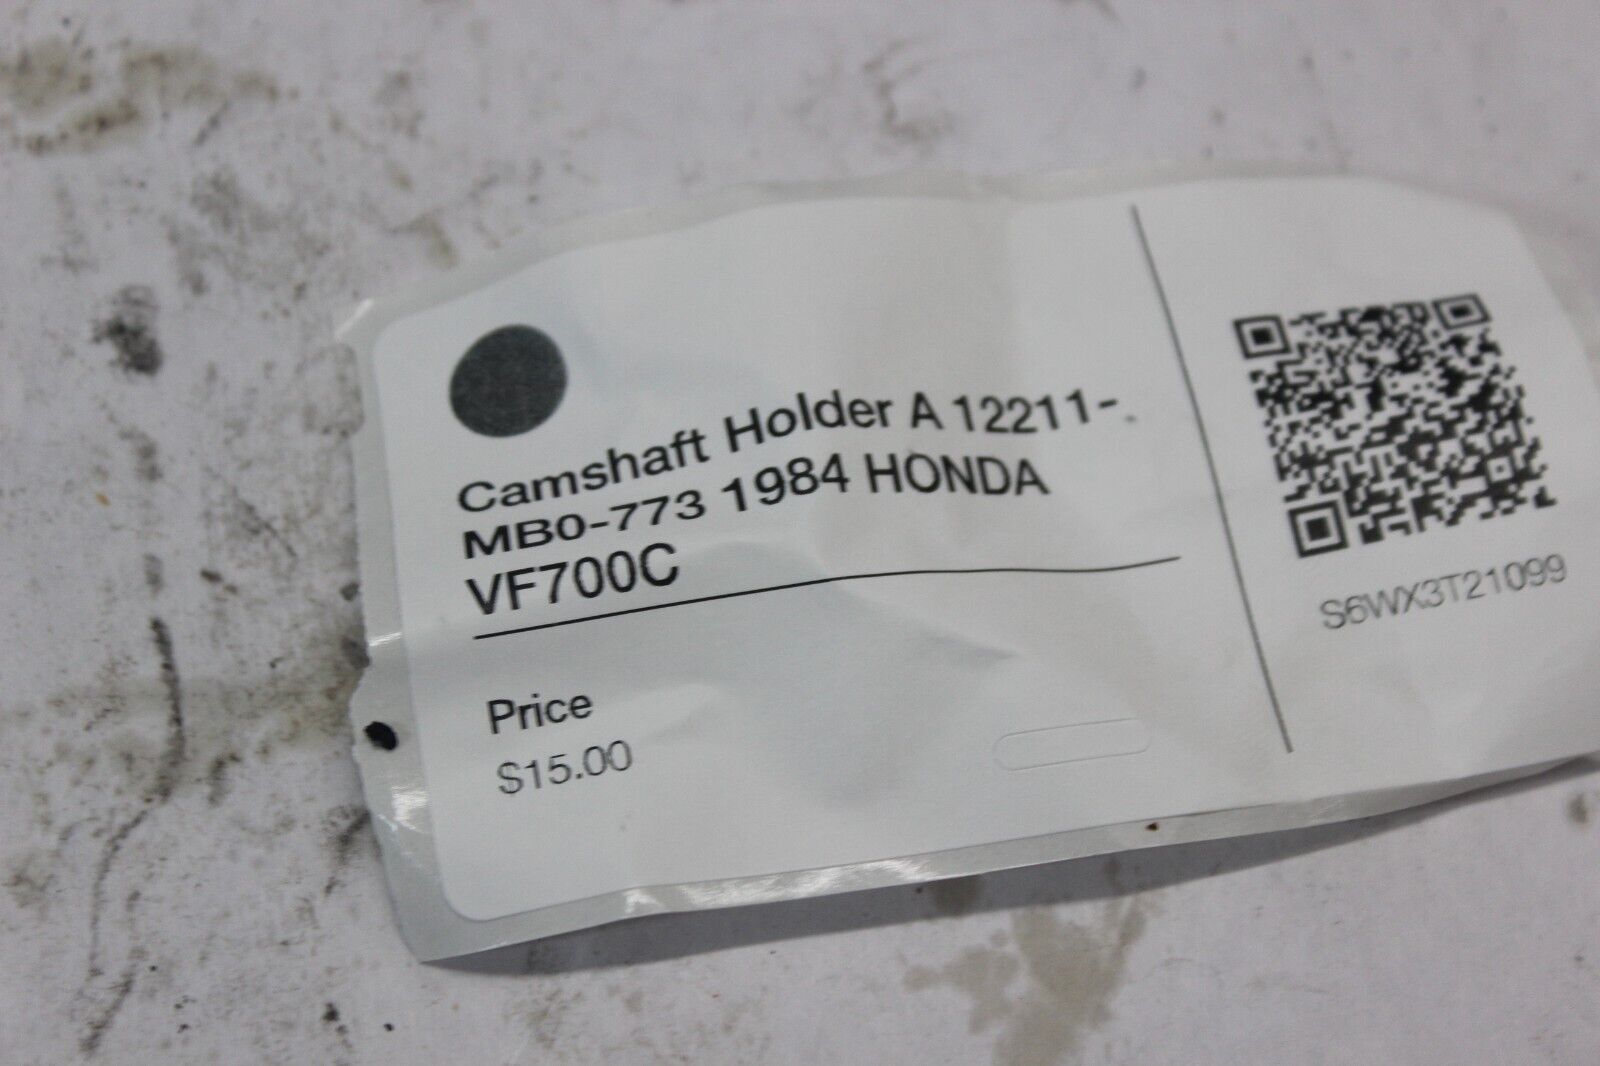 Camshaft Holder A 12211-
MB0-773 1984 HONDA
VF700C
Price
$15.00
S6WX3T21099